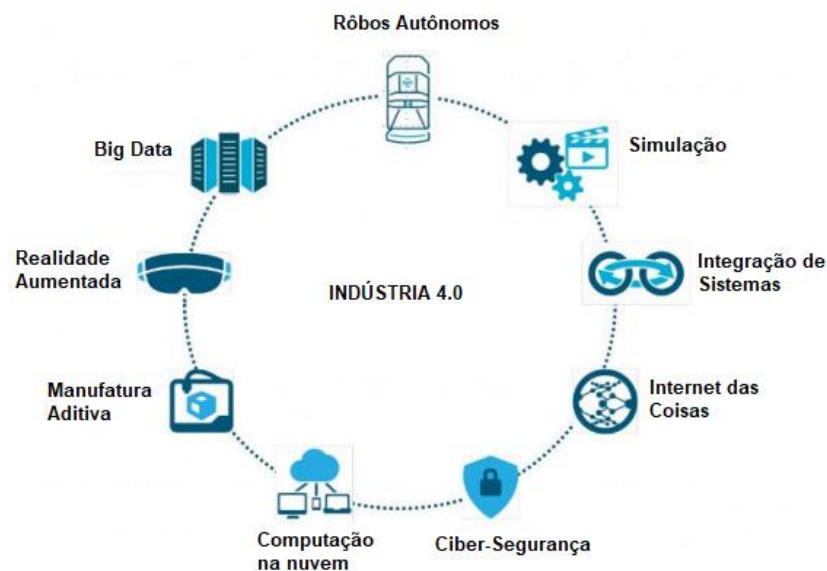 Rôbos Autônomos
Big Data
Simulação
Realidade
Aumentada
INDÚSTRIA 4.0
Integração de
Sistemas
Manufatura
Aditiva
Internet das
Coisas
Computação
na nuvem
Ciber-Segurança